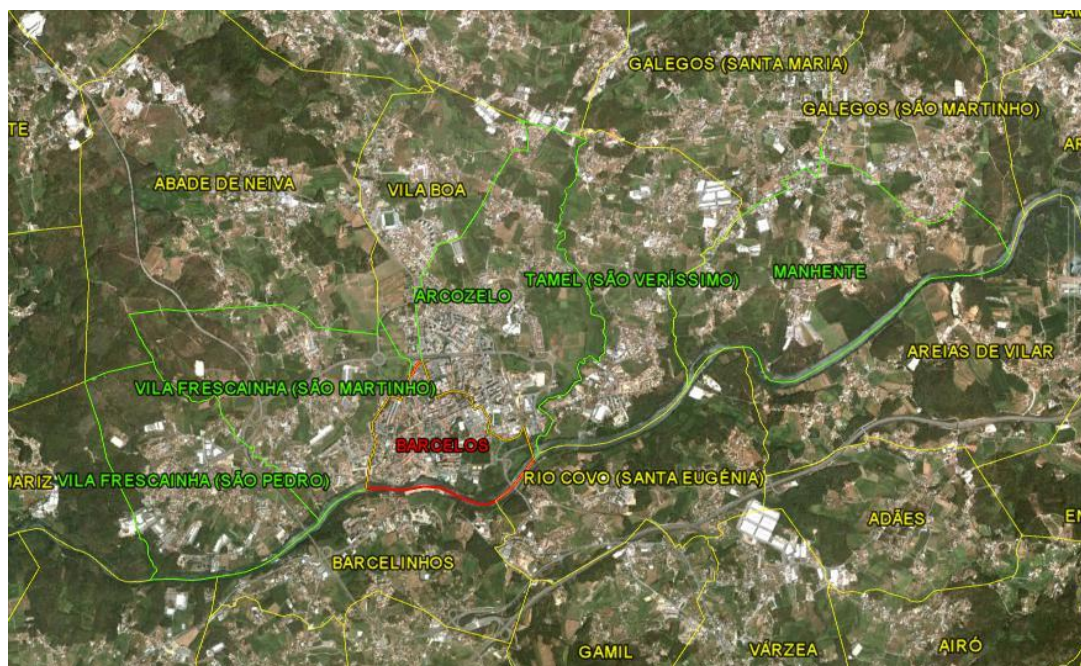 GALEGOS (SANTA MARIA)
GALEGOS (SÃO MARTINHO)
ABADE DE NEIVA
VILA BOA
TAMEL (SÃO VERÍSSIMO)
MANHENTE
ARCOZELO
AREIAS DE VILAR
VILA FRESCAINHA (SÃO MARTINHO)
BARCELOS
MARIZ
VILA FRESCAINHA (SÃO PEDRO)
RIO COVO (SANTA EUGÉNIA)
ADÃES
BARCELINHOS
GAMIL
VÁRZEA
AIRÓ